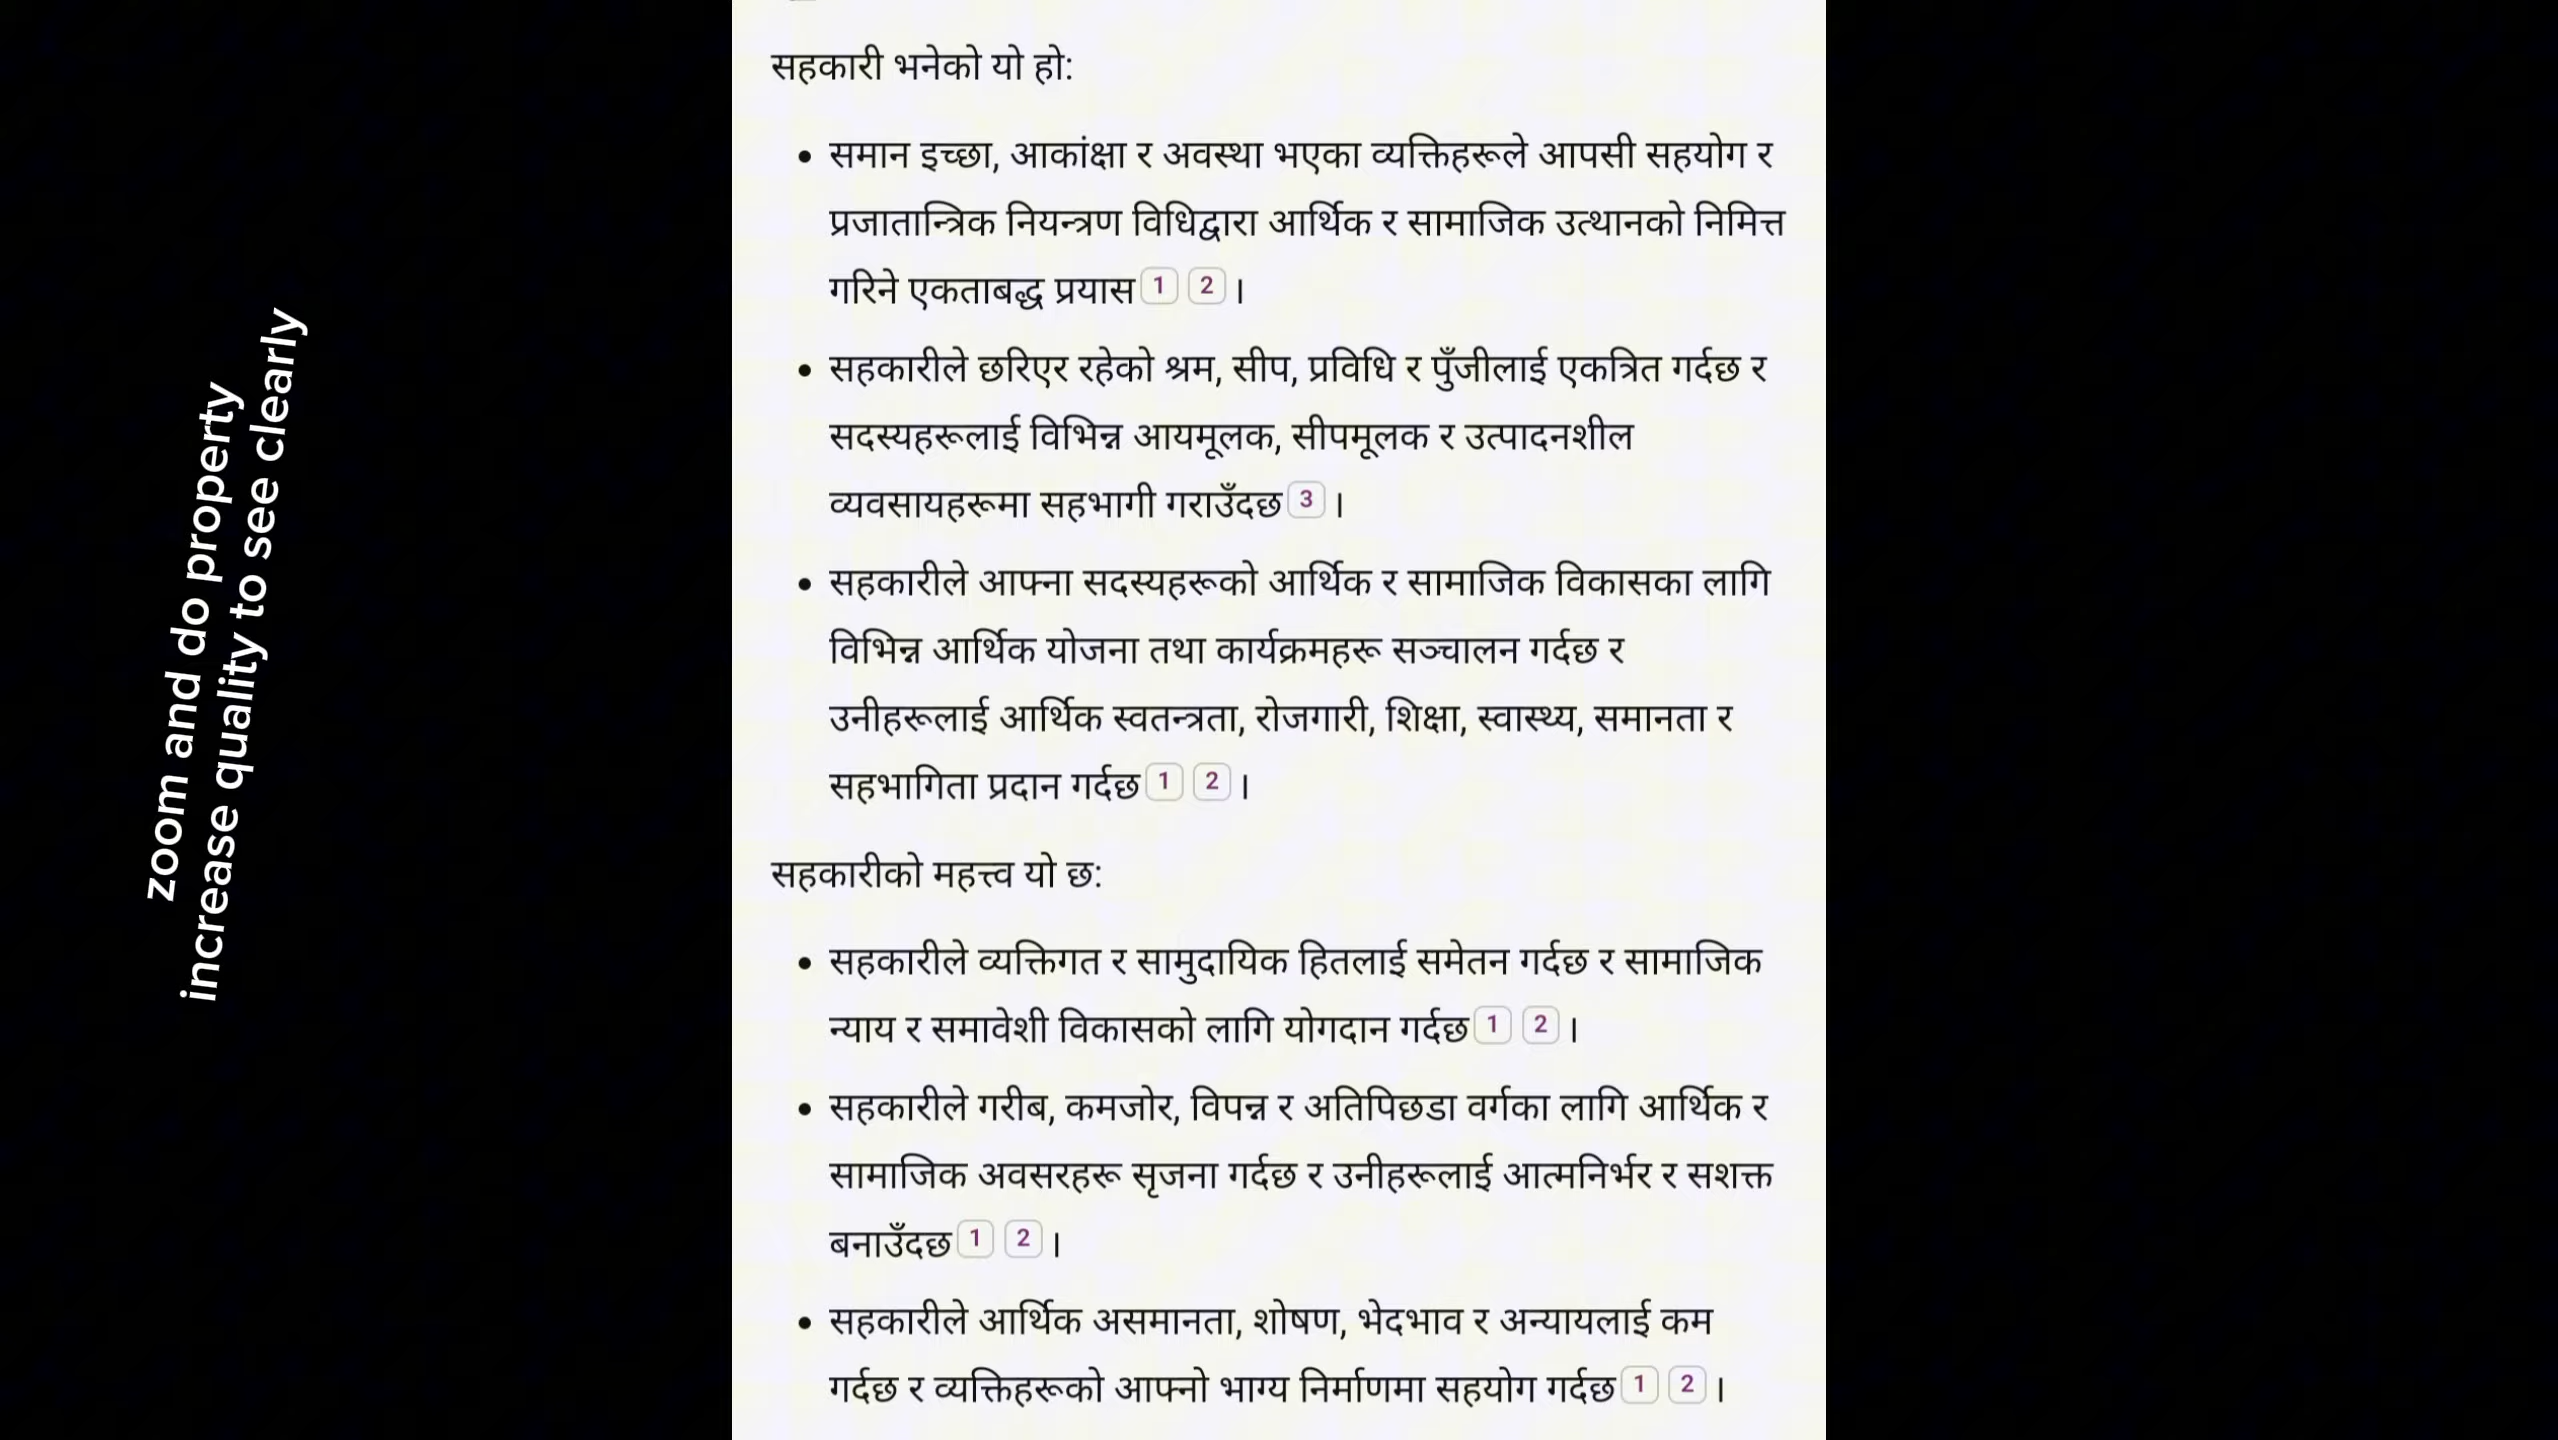 zoom and do property
increase quality to see clearly
सहकारी भनेको यो हो:
• समान इच्छा, आकांक्षा र अवस्था भएका व्यक्तिहरूले आपसी सहयोग र
प्रजातान्त्रिक नियन्त्रण विधिद्वारा आर्थिक र सामाजिक उत्थानको निमित्त
गरिने एकताबद्ध प्रयास 1 2 ।
• सहकारीले छरिएर रहेको श्रम, सीप, प्रविधि र पुँजीलाई एकत्रित गर्दछ र
सदस्यहरूलाई विभिन्न आयमूलक, सीपमूलक र उत्पादनशील
व्यवसायहरूमा सहभागी गराउँदछ 3 ।
• सहकारीले आफ्ना सदस्यहरूको आर्थिक र सामाजिक विकासका लागि
विभिन्न आर्थिक योजना तथा कार्यक्रमहरू सञ्चालन गर्दछ र
उनीहरूलाई आर्थिक स्वतन्त्रता, रोजगारी, शिक्षा, स्वास्थ्य, समानता र
सहभागिता प्रदान गर्दछ 1 2 ।
सहकारीको महत्त्व यो छ:
• सहकारीले व्यक्तिगत र सामुदायिक हितलाई समेतन गर्दछ र सामाजिक
न्याय र समावेशी विकासको लागि योगदान गर्दछ 1 2 ।
• सहकारीले गरीब, कमजोर, विपन्न र अतिपिछडा वर्गका लागि आर्थिक र
सामाजिक अवसरहरू सृजना गर्दछ र उनीहरूलाई आत्मनिर्भर र सशक्त
बनाउँदछ 1 2 ।
• सहकारीले आर्थिक असमानता, शोषण, भेदभाव र अन्यायलाई कम
गर्दछ र व्यक्तिहरूको आफ्नो भाग्य निर्माणमा सहयोग गर्दछ 1 2 ।